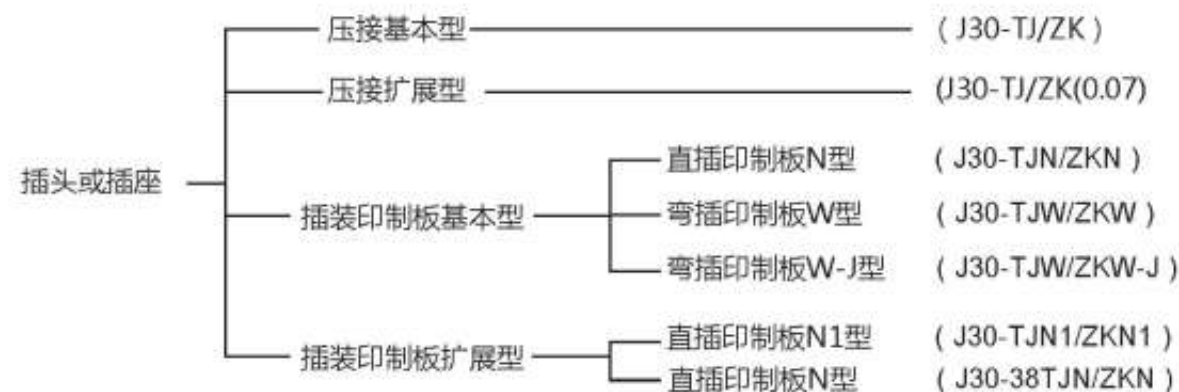 压接基本型 ( J30-TJ/ZK )
压接扩展型 (J30-TJ/ZK(0.07)
插头或插座
直插印制板N型 ( J30-TJN/ZKN )
插装印制板基本型 弯插印制板W型 ( J30-TJW/ZKW )
弯插印制板W-J型 ( J30-TJW/ZKW-J )
直插印制板N1型 ( J30-TJN1/ZKN1 )
插装印制板扩展型
直插印制板N型 ( J30-38TJN/ZKN )